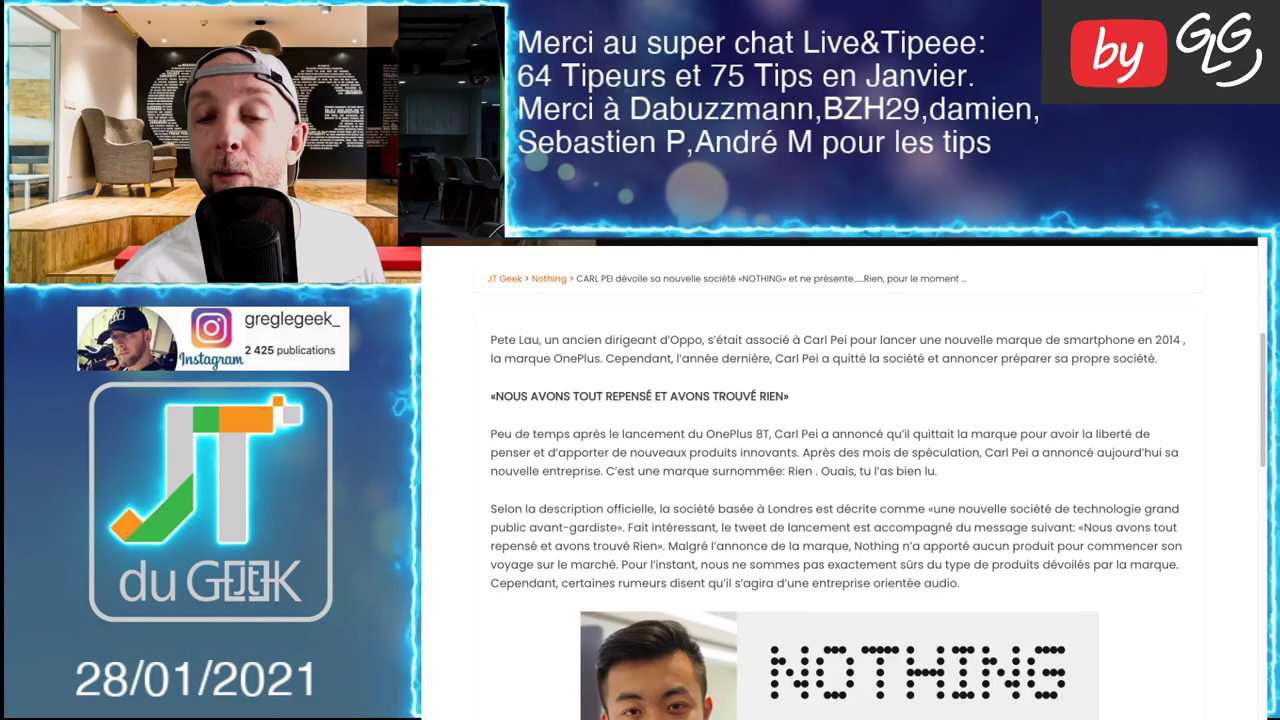 Merci au super chat Live&Tipeee:
64 Tipeurs et 75 Tips en Janvier.
Merci à Dabuzzmann,BZH29,damien,
Sebastien P,Andre M pour les tips
by GLG
JT Geek > Nothing > CARL PEI dévoile sa nouvelle société «NOTHING» et ne présente.....Rien, pour le moment ...
Pete Lau, un ancien dirigeant d’Oppo, s’était associé à Carl Pei pour lancer une nouvelle marque de smartphone en 2014 ,
la marque OnePlus. Cependant, l’année dernière, Carl Pei a quitté la société et annoncer préparer sa propre société.
«NOUS AVONS TOUT REPENSÉ ET AVONS TROUVÉ RIEN»
Peu de temps après le lancement du OnePlus 8T, Carl Pei a annoncé qu’il quittait la marque pour avoir la liberté de
penser et d’apporter de nouveaux produits innovants. Après des mois de spéculation, Carl Pei a annoncé aujourd’hui sa
nouvelle entreprise. C’est une marque surnommée: Rien . Ouais, tu l’as bien lu.
Selon la description officielle, la société basée à Londres est décrite comme «une nouvelle société de technologie grand
public avant-gardiste». Fait intéressant, le tweet de lancement est accompagné du message suivant: «Nous avons tout
repensé et avons trouvé Rien». Malgré l’annonce de la marque, Nothing n’a apporté aucun produit pour commencer son
voyage sur le marché. Pour l’instant, nous ne sommes pas exactement sûrs du type de produits dévoilés par la marque.
Cependant, certaines rumeurs disent qu’il s’agira d’une entreprise orientée audio.
NOTHING
greglegeek_
2 425 publications
Instagram
JT
du GEEK
28/01/2021